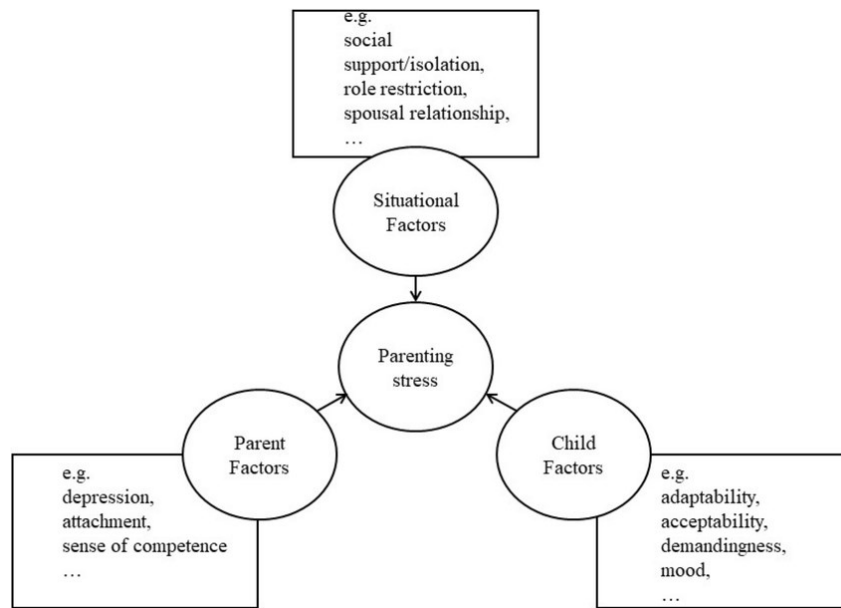 e.g.
social
support/isolation,
role restriction,
spousal relationship,
…
Situational
Factors
Parenting
stress
Parent
Factors
e.g.
depression,
attachment,
sense of competence
…
Child
Factors
e.g.
adaptability,
acceptability,
demandingness,
mood,
…